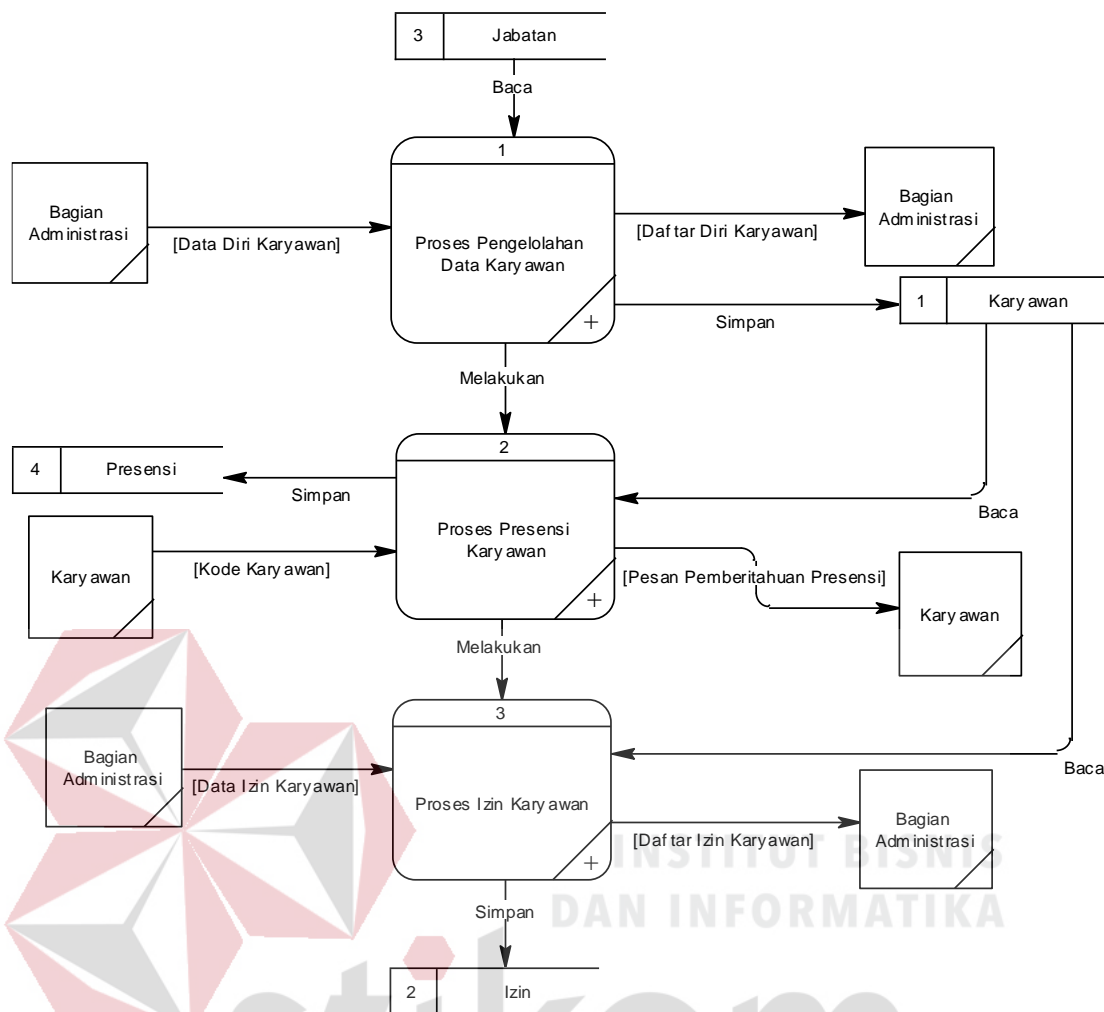 3 Jabatan
Baca
1
Bagian
Administrasi
[Data Diri Karyawan]
Proses Pengelolahan
Data Karyawan
+
[Daftar Diri Karyawan]
Bagian
Administrasi
Simpan
1 Karyawan
Melakukan
4 Presensi
Simpan
2
Proses Presensi
Karyawan
+
Baca
Karyawan
[Kode Karyawan]
[Pesan Pemberitahuan Presensi]
Karyawan
Melakukan
3
Bagian
Administrasi
[Data Izin Karyawan]
Proses Izin Karyawan
+
Baca
[Daftar Izin Karyawan]
Bagian
Administrasi
INSTITUT BISNIS
DAN INFORMATIKA
Simpan
2 Izin
stikom